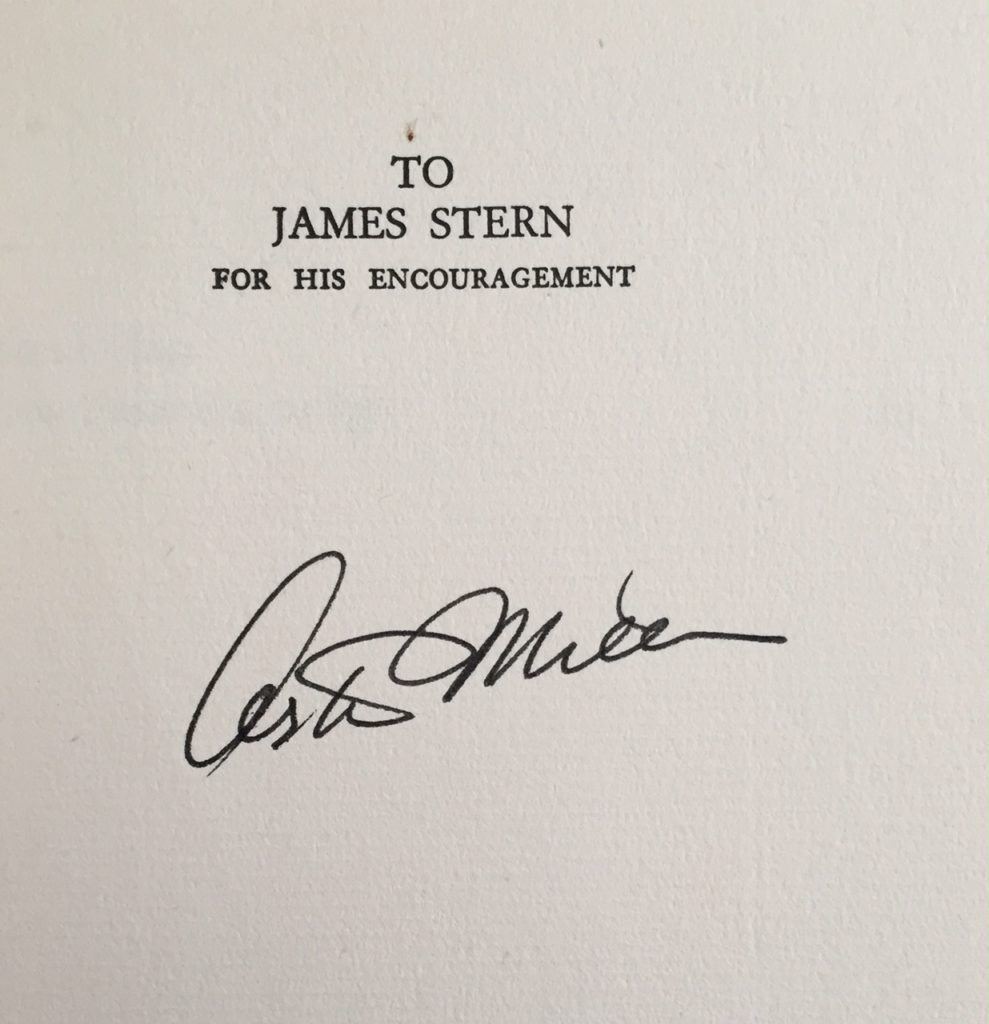 TO
JAMES STERN
FOR HIS ENCOURAGEMENT
Arthur Miller